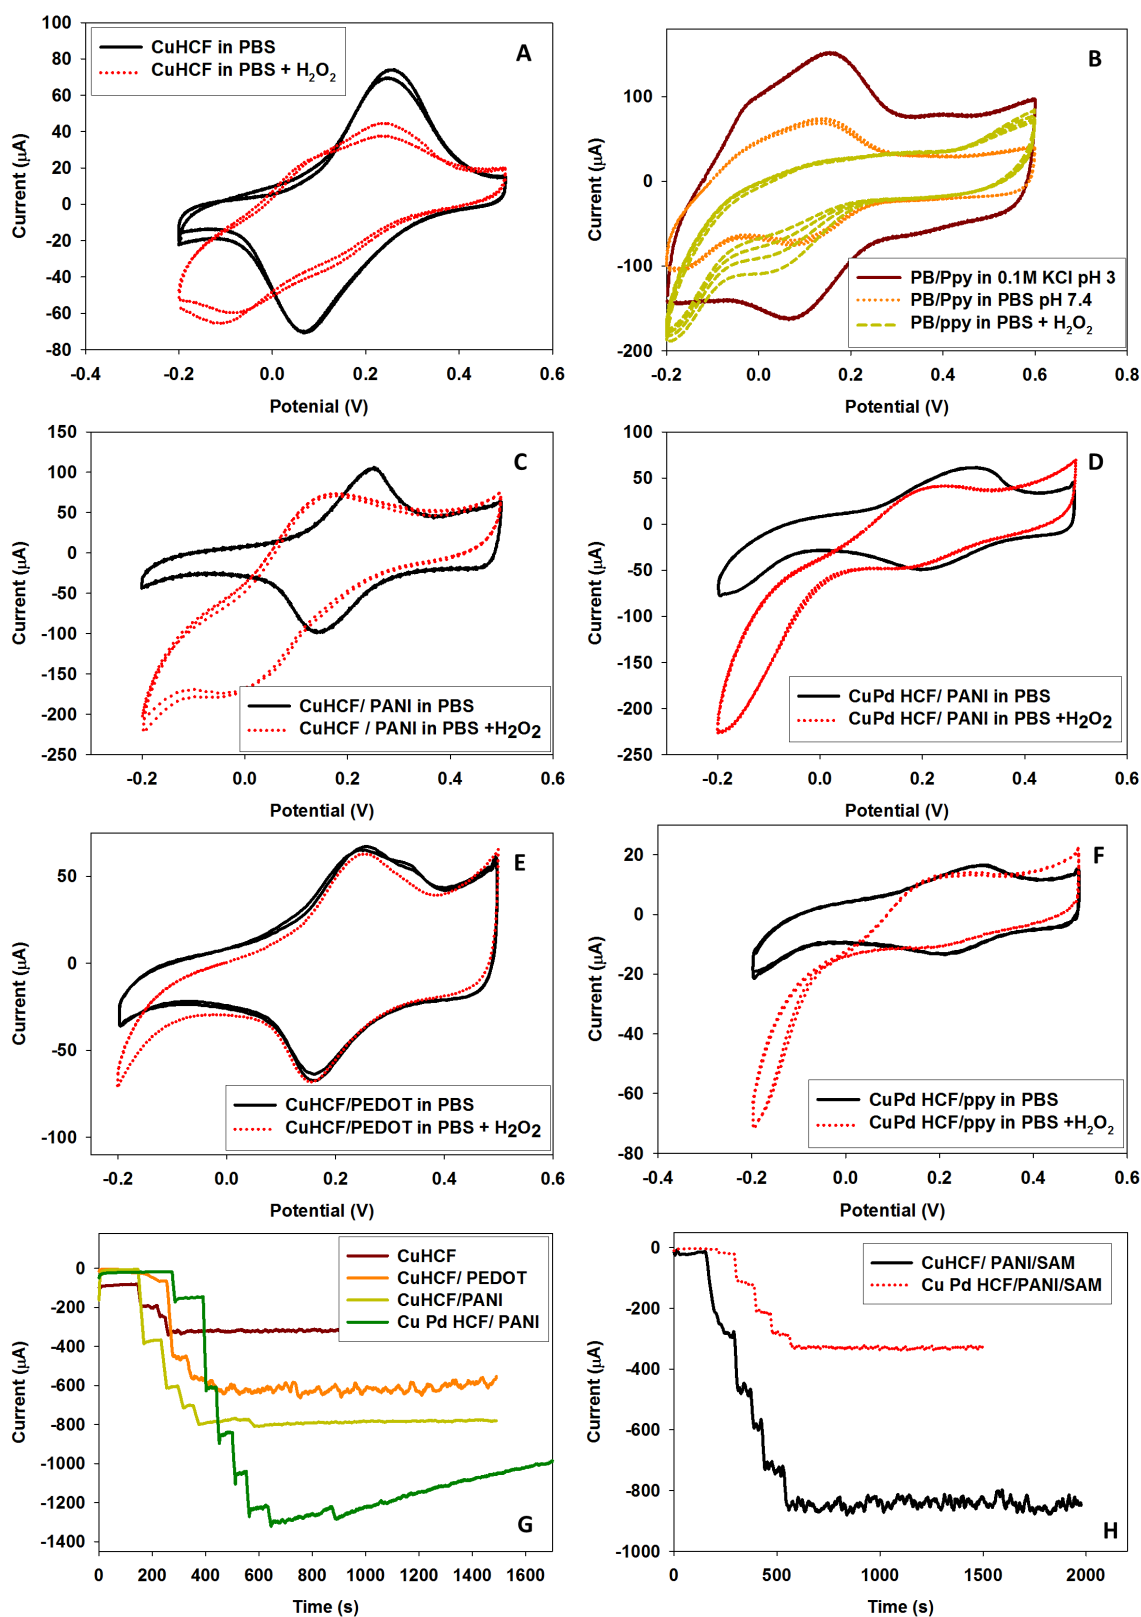 CuHCF in PBS
CuHCF in PBS + H2O2
A
100
80
60
40
20
0
-20
-40
-60
-80
Current (µA)
-0.4 -0.2 0.0 0.2 0.4 0.6
Potenial (V)
B
100
0
-100
-200
Current (µA)
PB/Ppy in 0.1M KCl pH 3
PB/Ppy in PBS pH 7.4
PB/ppy in PBS + H2O2
-0.2 0.0 0.2 0.4 0.6 0.8
Potential (V)
C
150
100
50
0
-50
-100
-150
-200
-250
Current (µA)
CuHCF/ PANI in PBS
CuHCF / PANI in PBS +H2O2
-0.2 0.0 0.2 0.4 0.6
Potential (V)
D
100
50
0
-50
-100
-150
-200
-250
Current (µA)
CuPd HCF/ PANI in PBS
CuPd HCF/ PANI in PBS +H2O2
-0.2 0.0 0.2 0.4 0.6
Potential (V)
E
50
0
-50
-100
Current (µA)
CuHCF/PEDOT in PBS
CuHCF/PEDOT in PBS + H2O2
-0.2 0.0 0.2 0.4 0.6
Potential (V)
F
20
0
-20
-40
-60
-80
Current (µA)
CuPd HCF/ppy in PBS
CuPd HCF/ppy in PBS +H2O2
-0.4 -0.2 0.0 0.2 0.4 0.6
Potential (V)
CuHCF
CuHCF/ PEDOT
CuHCF/PANI
Cu Pd HCF/ PANI
0
-200
-400
-600
-800
-1000
-1200
-1400
Current (µA)
G
0 200 400 600 800 1000 1200 1400 1600
Time (s)
CuHCF/ PANI/SAM
Cu Pd HCF/PANI/SAM
0
-200
-400
-600
-800
-1000
Current (µA)
H
0 500 1000 1500 2000
Time (s)